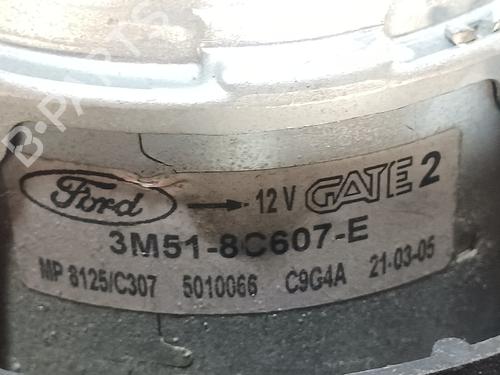 B-PARTS
Ford → 12 V GATE 2
3M51-8C607-E
MP 8125/C307 5010066 C9G4A 21-03-05